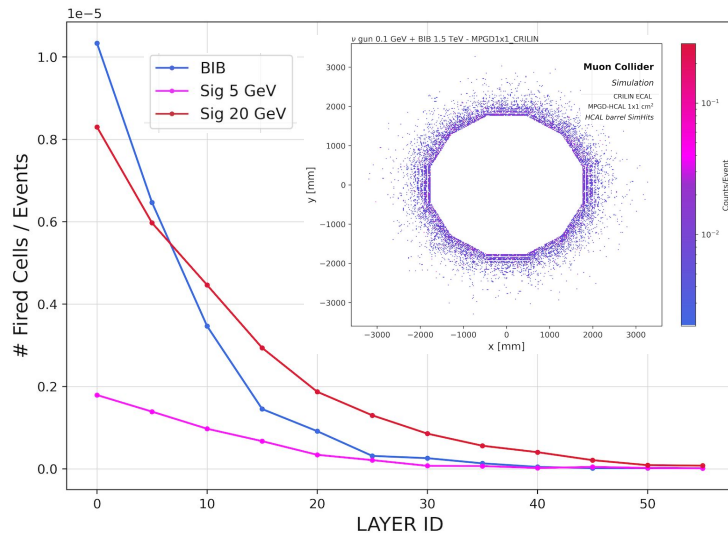 1e−5
ν gun 0.1 GeV + BIB 1.5 TeV - MPGD1x1_CRILIN
BIB
Sig 5 GeV
Sig 20 GeV
Muon Collider
Simulation
CRILIN ECAL
MPGD-HCAL 1x1 cm²
HCAL barrel SimHits
3000
2000
1000
0
−1000
−2000
−3000
y [mm]
−3000 −2000 −1000 0 1000 2000 3000
x [mm]
10⁻¹
10⁻²
Counts/Event
1.0
0.8
0.6
0.4
0.2
0.0
# Fired Cells / Events
0 10 20 30 40 50
LAYER ID